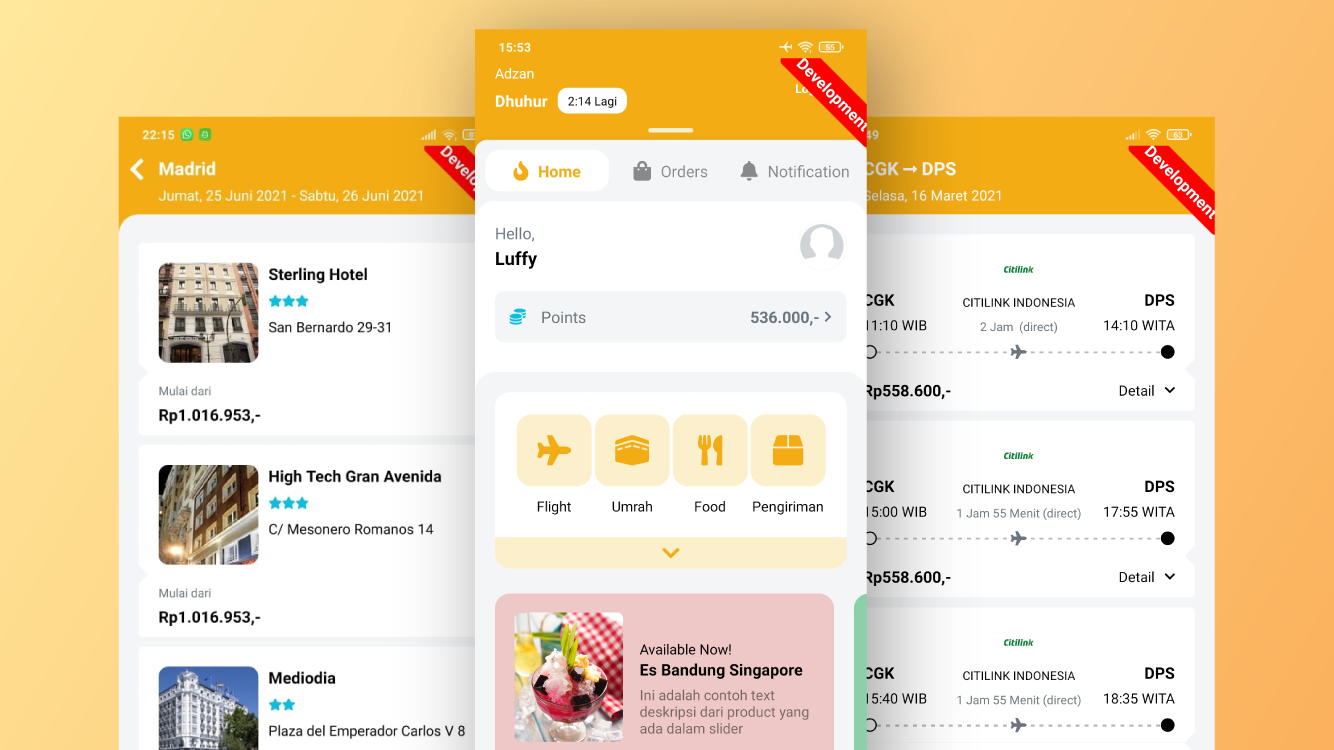 22:15
Madrid
Jumat, 25 Juni 2021 - Sabtu, 26 Juni 2021
Sterling Hotel
San Bernardo 29-31
Mulai dari
Rp1.016.953,-
High Tech Gran Avenida
C/ Mesonero Romanos 14
Mulai dari
Rp1.016.953,-
Mediodia
Plaza del Emperador Carlos V 8
15:53
55
Adzan
Dhuhur
2:14 Lagi
Development
Home
Orders
Notification
Hello,
Luffy
Points
536.000,-
Flight
Umrah
Food
Pengiriman
Available Now!
Es Bandung Singapore
Ini adalah contoh text
deskripsi dari product yang
ada dalam slider
49
63
CGK → DPS
Selasa, 16 Maret 2021
Development
Citilink
CGK
CITILINK INDONESIA
DPS
11:10 WIB
2 Jam (direct)
14:10 WITA
Rp558.600,-
Detail
Citilink
CGK
CITILINK INDONESIA
DPS
15:00 WIB
1 Jam 55 Menit (direct)
17:55 WITA
Rp558.600,-
Detail
Citilink
CGK
CITILINK INDONESIA
DPS
15:40 WIB
1 Jam 55 Menit (direct)
18:35 WITA